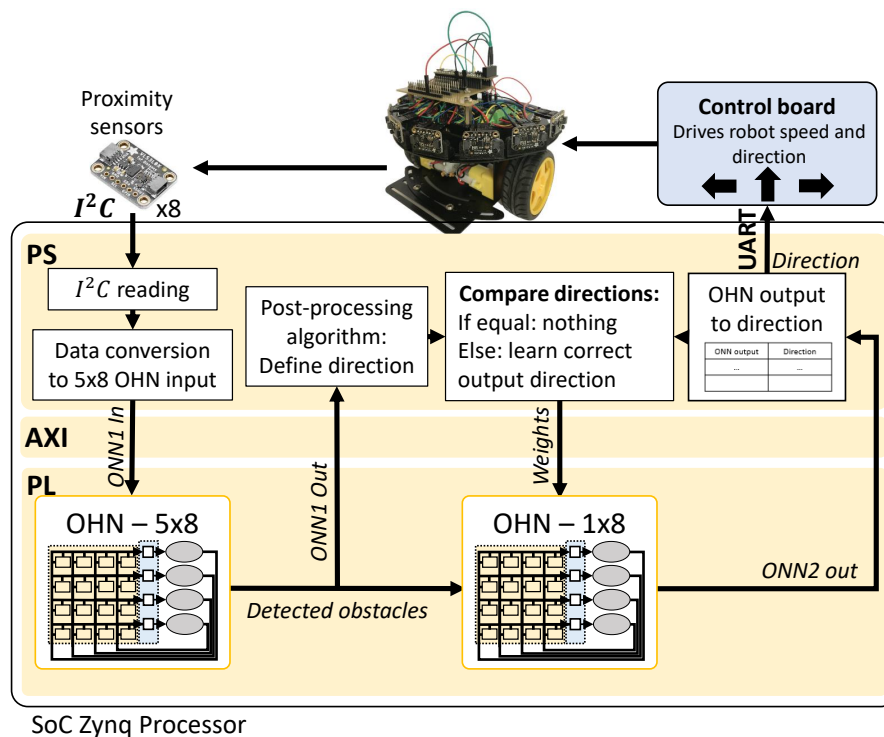 Proximity
sensors
I²C
x8
Control board
Drives robot speed and
direction
PS
I²C reading
Data conversion
to 5x8 OHN input
Post-processing
algorithm:
Define direction
Compare directions:
If equal: nothing
Else: learn correct
output direction
UART
Direction
OHN output
to direction
ONN output Direction
... ...
AXI
ONN1 In
ONN1 Out
Weights
PL
OHN – 5x8
OHN – 1x8
Detected obstacles
ONN2 out
SoC Zynq Processor